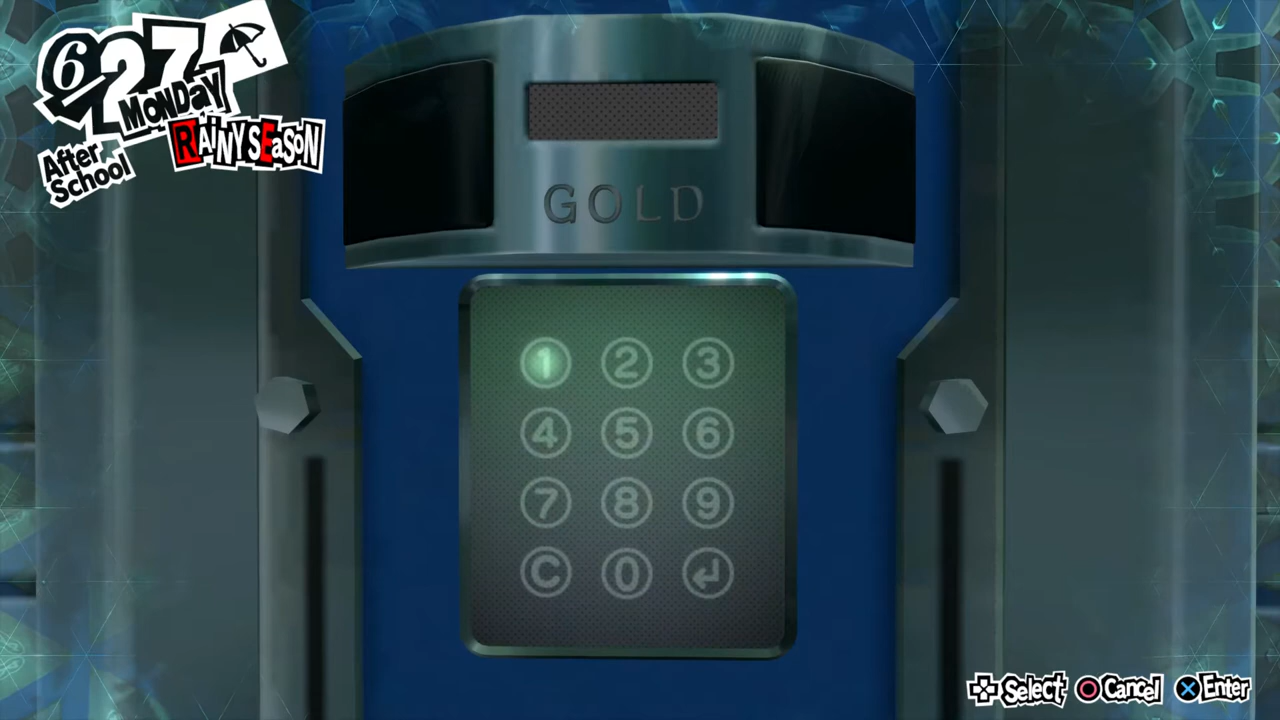 6/27
MONDAY
RAINY SEASON
After School
GOLD
1 2 3
4 5 6
7 8 9
C 0 ↵
Select Cancel Enter